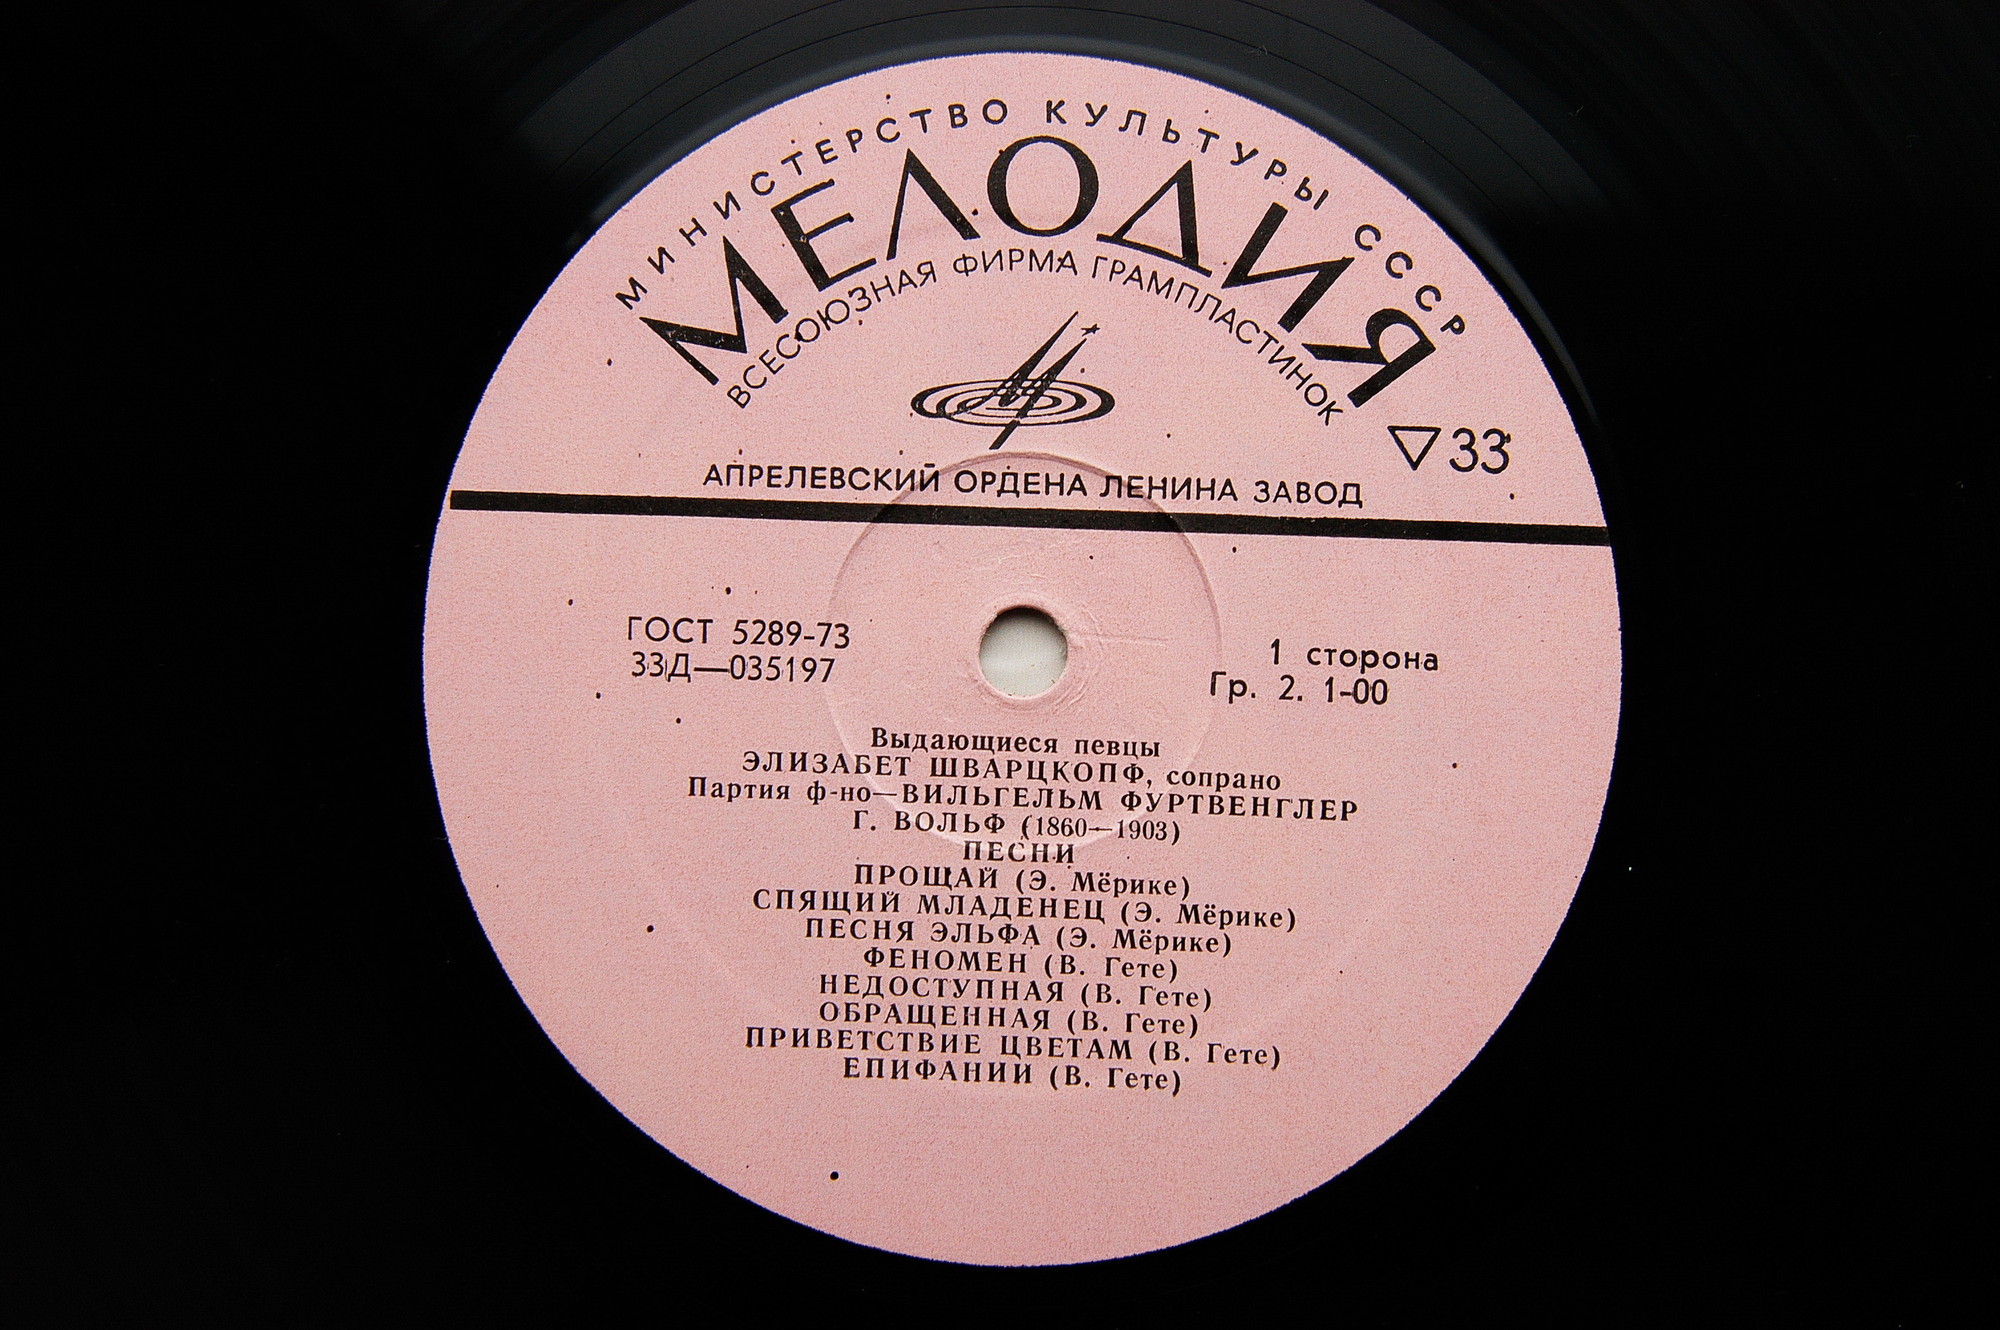 МИНИСТЕРСТВО КУЛЬТУРЫ СССР
МЕЛОДИЯ
ВСЕСОЮЗНАЯ ФИРМА ГРАМПЛАСТИНОК
▽33
АПРЕЛЕВСКИЙ ОРДЕНА ЛЕНИНА ЗАВОД
ГОСТ 5289-73
33Д—035197
1 сторона
Гр. 2. 1-00
Выдающиеся певцы
ЭЛИЗАБЕТ ШВАРЦКОПФ, сопрано
Партия ф-но—ВИЛЬГЕЛЬМ ФУРТВЕНГЛЕР
Г. ВОЛЬФ (1860—1903)
ПЕСНИ
ПРОЩАЙ (Э. Мёрике)
СПЯЩИЙ МЛАДЕНЕЦ (Э. Мёрике)
ПЕСНЯ ЭЛЬФА (Э. Мёрике)
ФЕНОМЕН (В. Гете)
НЕДОСТУПНАЯ (В. Гете)
ОБРАЩЕННАЯ (В. Гете)
ПРИВЕТСТВИЕ ЦВЕТАМ (В. Гете)
ЕПИФАНИИ (В. Гете)